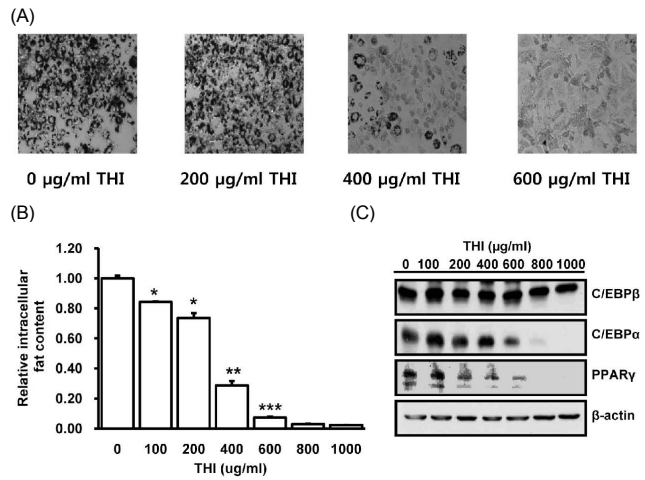 (A)
0 µg/ml THI
200 µg/ml THI
400 µg/ml THI
600 µg/ml THI
(B)
Relative intracellular
fat content
1.20
1.00
0.80
0.60
0.40
0.20
0.00
*
*
**
***
0 100 200 400 600 800 1000
THI (ug/ml)
(C)
THI (µg/ml)
0 100 200 400 600 800 1000
C/EBPβ
C/EBPα
PPARγ
β-actin